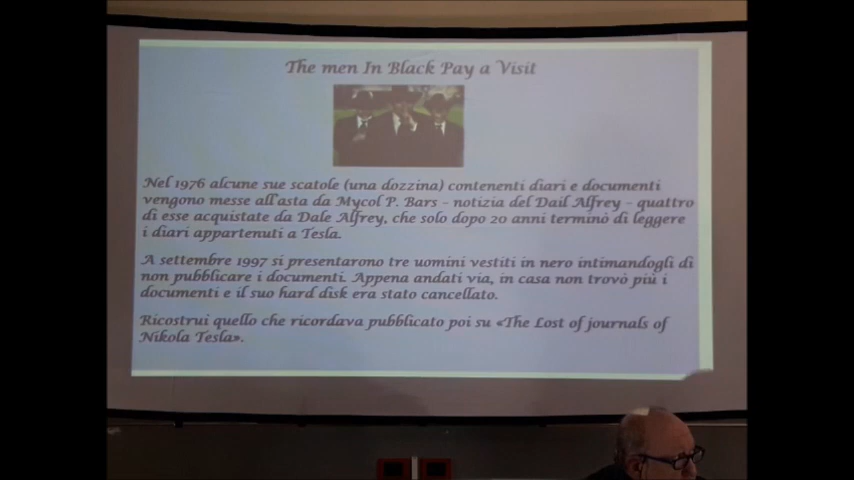 The men In Black Pay a Visit
Nel 1976 alcune sue scatole (una dozzina) contenenti diari e documenti
vengono messe all'asta da Mycol P. Bars - notizia del Dail Alfrey - quattro
di esse acquistate da Dale Alfrey, che solo dopo 20 anni terminò di leggere
i diari appartenuti a Tesla.
A settembre 1997 si presentarono tre uomini vestiti in nero intimandogli di
non pubblicare i documenti. Appena andati via, in casa non trovò più i
documenti e il suo hard disk era stato cancellato.
Ricostrui quello che ricordava pubblicato poi su «The Lost of journals of
Nikola Tesla».